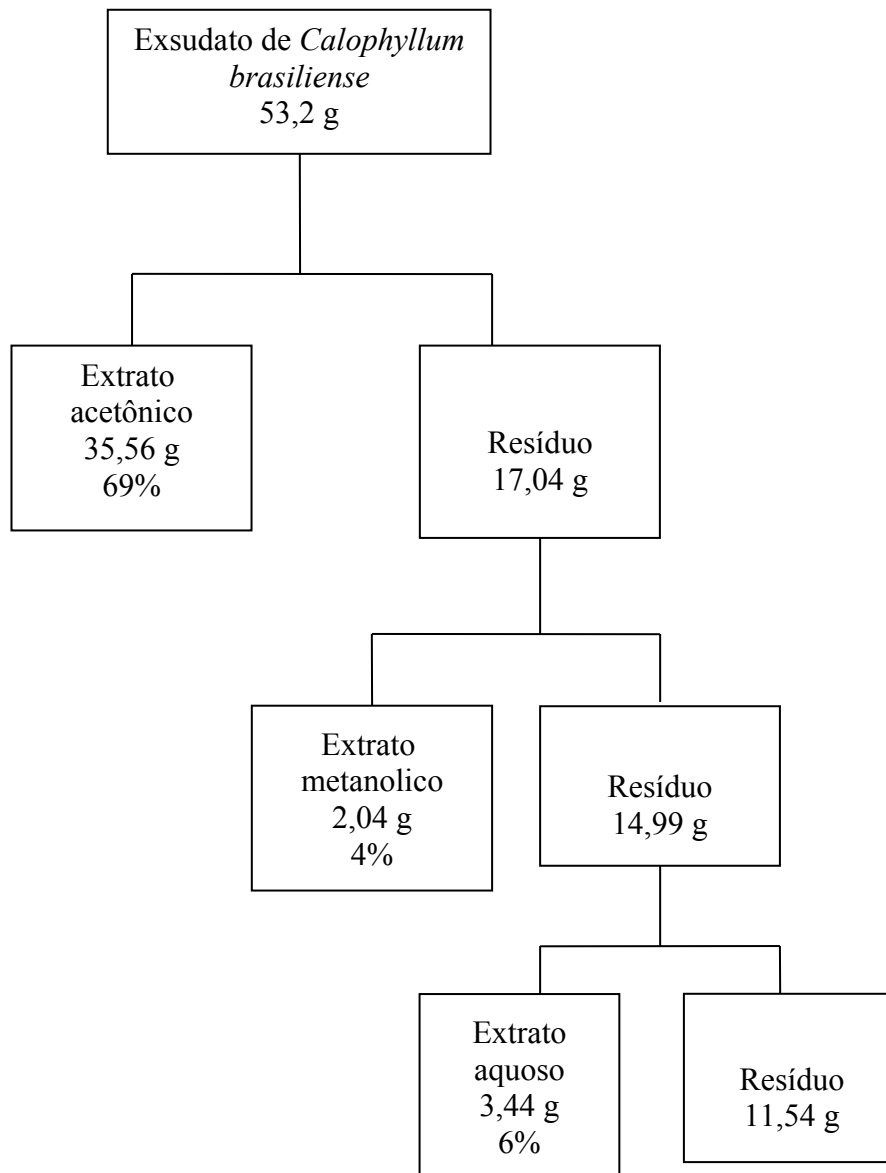 Exsudato de Calophyllum
brasiliense
53,2 g
Extrato
acetônico
35,56 g
69%
Resíduo
17,04 g
Extrato
metanolico
2,04 g
4%
Resíduo
14,99 g
Extrato
aquoso
3,44 g
6%
Resíduo
11,54 g